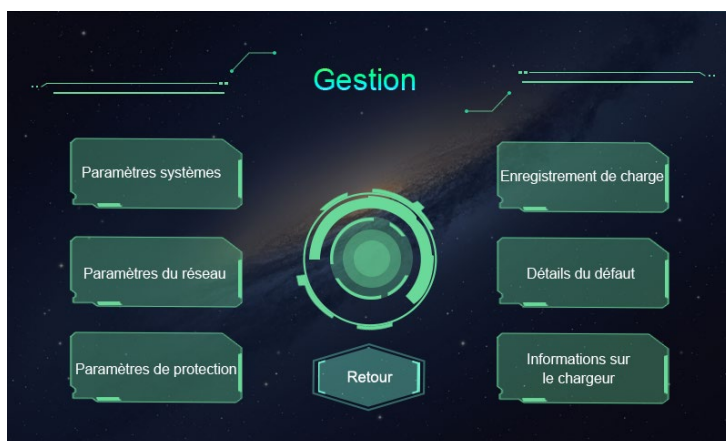 Gestion
Paramètres systèmes
Enregistrement de charge
Paramètres du réseau
Détails du défaut
Paramètres de protection
Informations sur
le chargeur
Retour